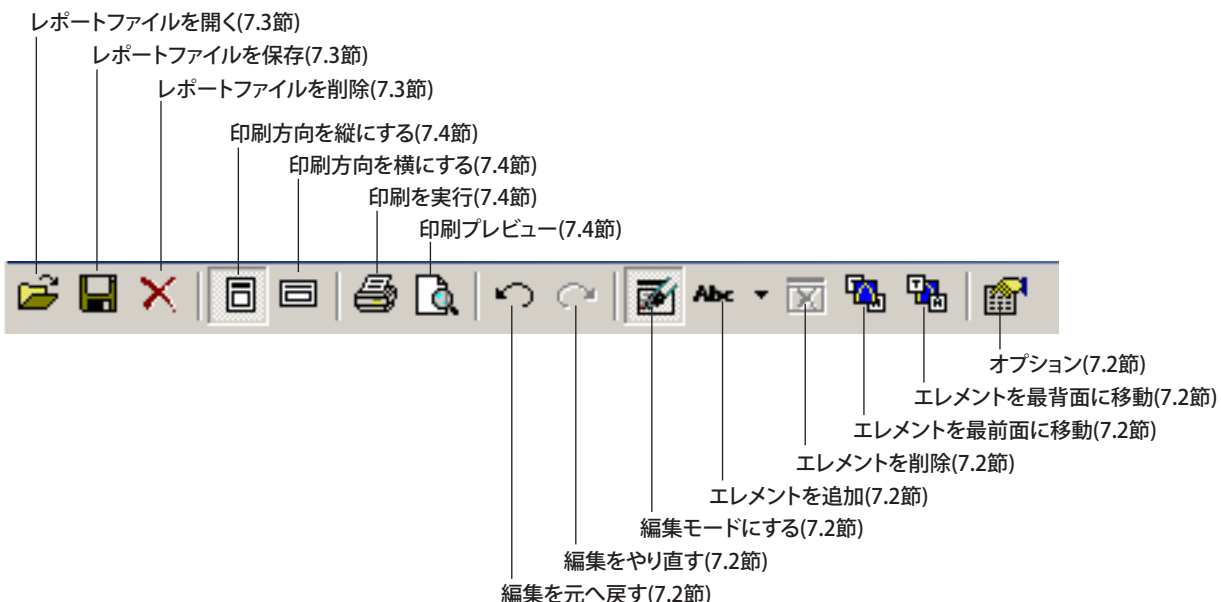 レポートファイルを開く(7.3節)
レポートファイルを保存(7.3節)
レポートファイルを削除(7.3節)
印刷方向を縦にする(7.4節)
印刷方向を横にする(7.4節)
印刷を実行(7.4節)
印刷プレビュー(7.4節)
Abc
オプション(7.2節)
エレメントを最背面に移動(7.2節)
エレメントを最前面に移動(7.2節)
エレメントを削除(7.2節)
エレメントを追加(7.2節)
編集モードにする(7.2節)
編集をやり直す(7.2節)
編集を元へ戻す(7.2節)